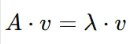 A · v = λ · v